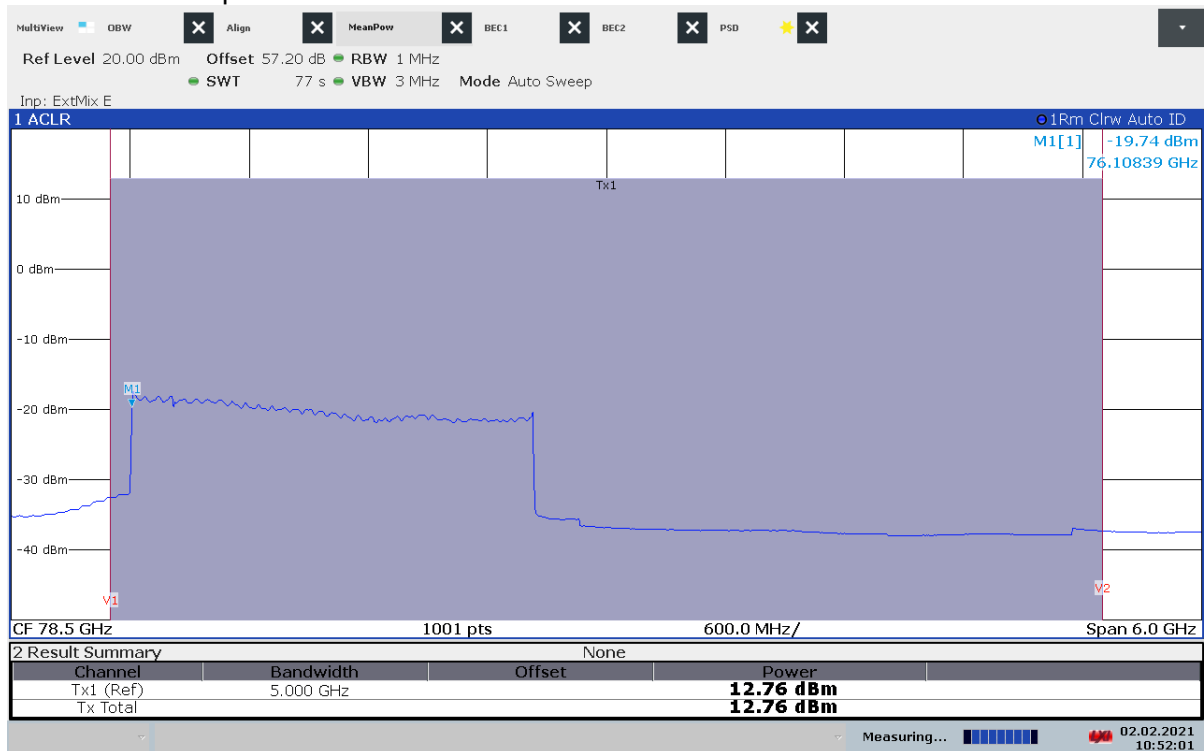 MultiView OBW Align MeanPow BEC1 BEC2 PSD
Ref Level 20.00 dBm Offset 57.20 dB RBW 1 MHz
SWT 77 s VBW 3 MHz Mode Auto Sweep
Inp: ExtMix E
1 ACLR 1Rm Clrw Auto ID
M1[1] -19.74 dBm
76.10839 GHz
Tx1
10 dBm
0 dBm
-10 dBm
M1
-20 dBm
-30 dBm
-40 dBm
V1 V2
CF 78.5 GHz 1001 pts 600.0 MHz/ Span 6.0 GHz
2 Result Summary None
Channel Bandwidth Offset Power
Tx1 (Ref) 5.000 GHz 12.76 dBm
Tx Total 12.76 dBm
Measuring... 02.02.2021
10:52:01